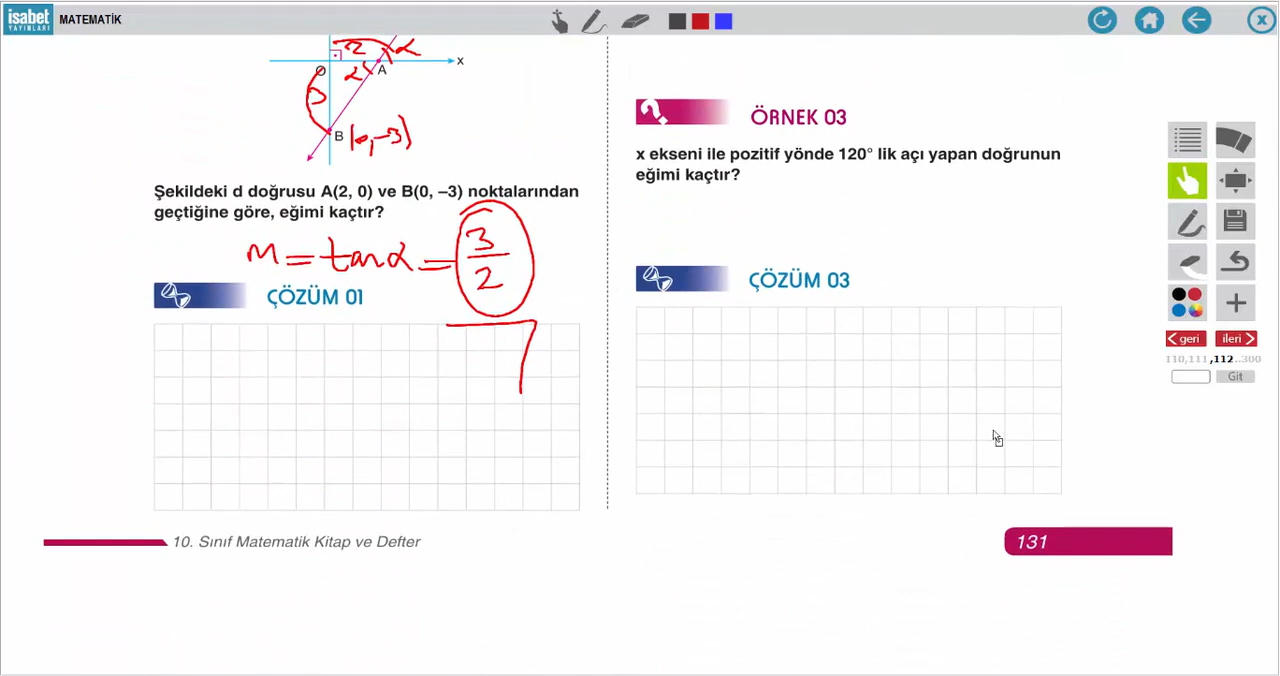 isabet
YAYINLARI
MATEMATİK
2
α
x
O
α
A
3
B (0, -3)
Şekildeki d doğrusu A(2, 0) ve B(0, –3) noktalarından
geçtiğine göre, eğimi kaçtır?
m = tanα = 3/2
ÇÖZÜM 01
10. Sınıf Matematik Kitap ve Defter
ÖRNEK 03
x ekseni ile pozitif yönde 120° lik açı yapan doğrunun
eğimi kaçtır?
ÇÖZÜM 03
131
geri
ileri
110,111,112..300
Git